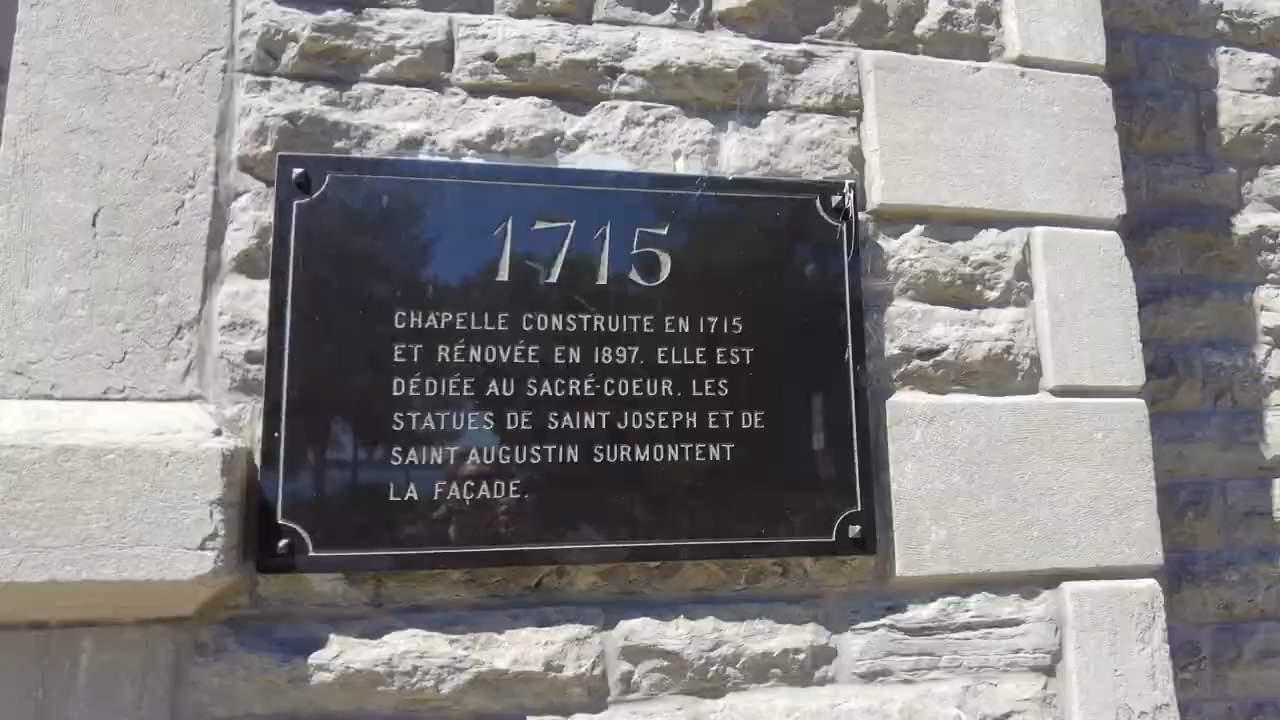 1715
CHAPELLE CONSTRUITE EN 1715
ET RÉNOVÉE EN 1897. ELLE EST
DÉDIÉE AU SACRÉ-COEUR. LES
STATUES DE SAINT JOSEPH ET DE
SAINT AUGUSTIN SURMONTENT
LA FAÇADE.